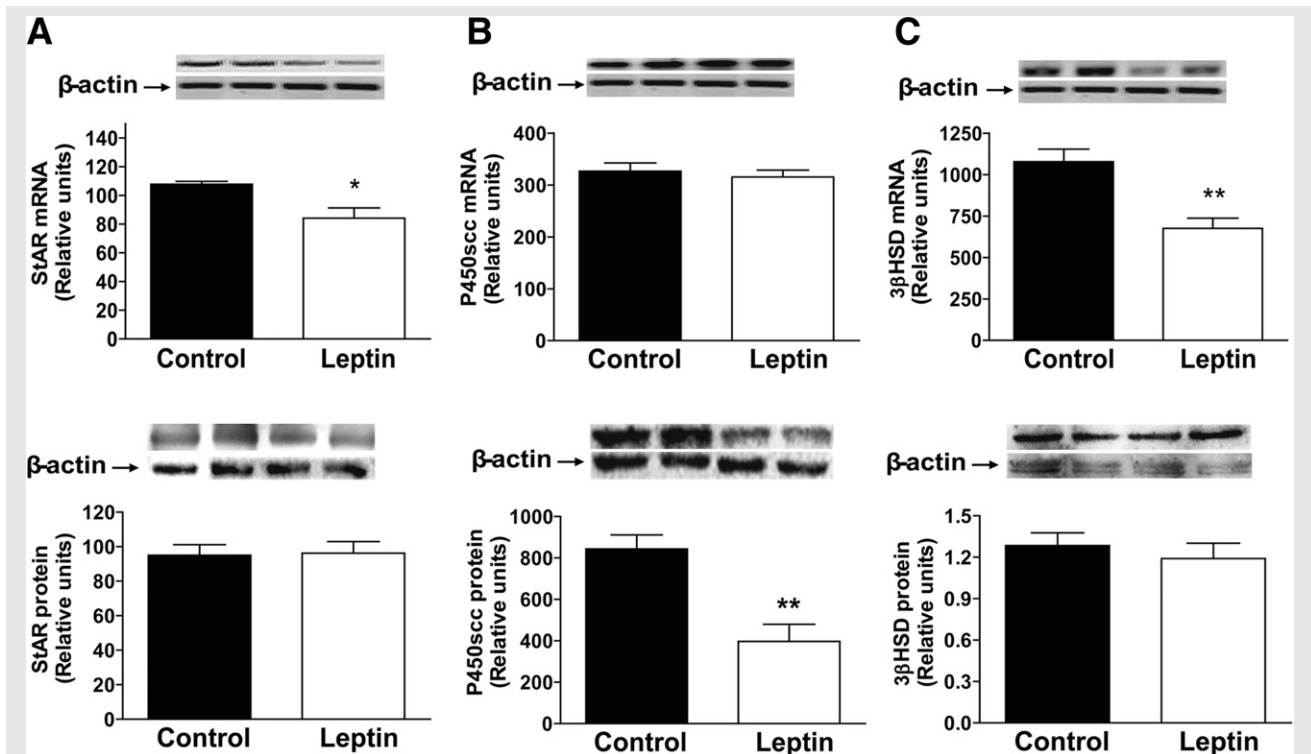 A
β-actin →
StAR mRNA
(Relative units)
140
120
100
80
60
40
20
0
Control Leptin
β-actin →
StAR protein
(Relative units)
120
100
80
60
40
20
0
Control Leptin
*
B
β-actin →
P450scc mRNA
(Relative units)
400
300
200
100
0
Control Leptin
β-actin →
P450scc protein
(Relative units)
1000
800
600
400
200
0
**
Control Leptin
C
β-actin →
3βHSD mRNA
(Relative units)
1250
1000
750
500
250
0
**
Control Leptin
β-actin →
3βHSD protein
(Relative units)
1.5
1.2
0.9
0.6
0.3
0.0
Control Leptin